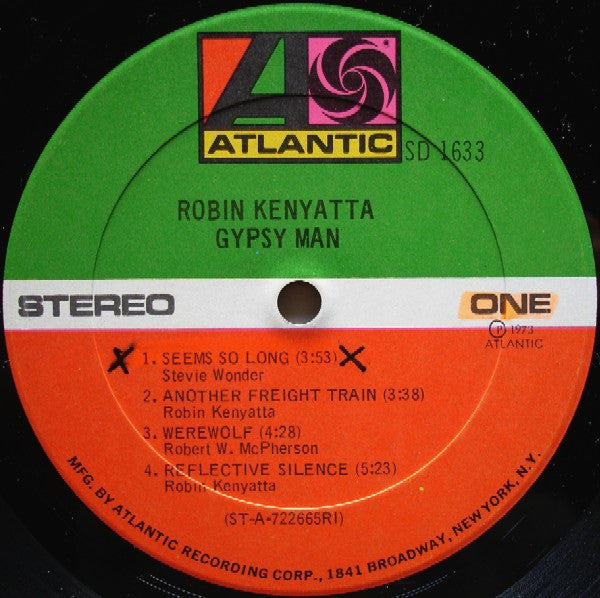 ATLANTIC
SD 1633
ROBIN KENYATTA
GYPSY MAN
STEREO
ONE
Ⓟ 1973
ATLANTIC
X 1. SEEMS SO LONG (3:53) X
Stevie Wonder
2. ANOTHER FREIGHT TRAIN (3:38)
Robin Kenyatta
3. WEREWOLF (4:28)
Robert W. McPherson
4. REFLECTIVE SILENCE (5:23)
Robin Kenyatta
(ST-A-722665RI)
MFG. BY ATLANTIC RECORDING CORP., 1841 BROADWAY, NEW YORK, N.Y.